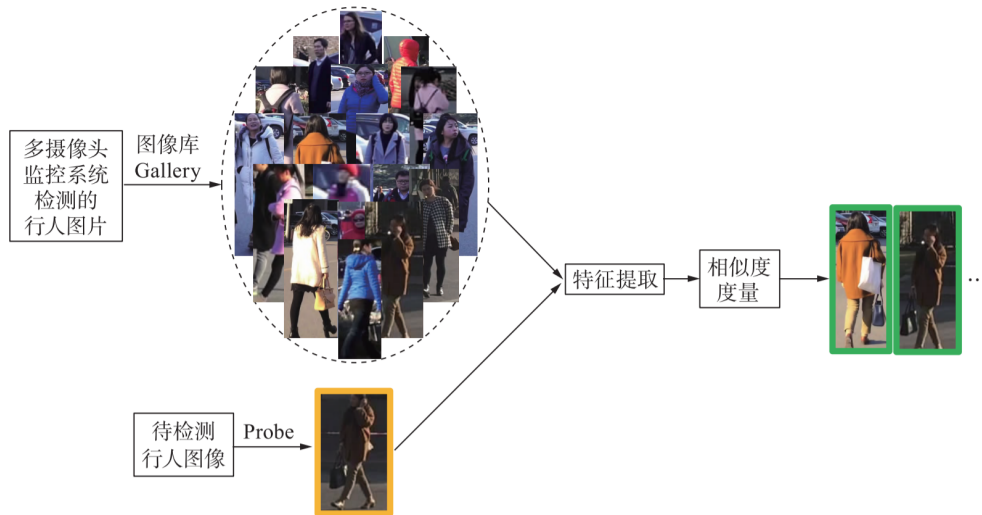 多摄像头
监控系统
检测的
行人图片
图像库
Gallery
特征提取
相似度
度量
··
待检测
行人图像
Probe